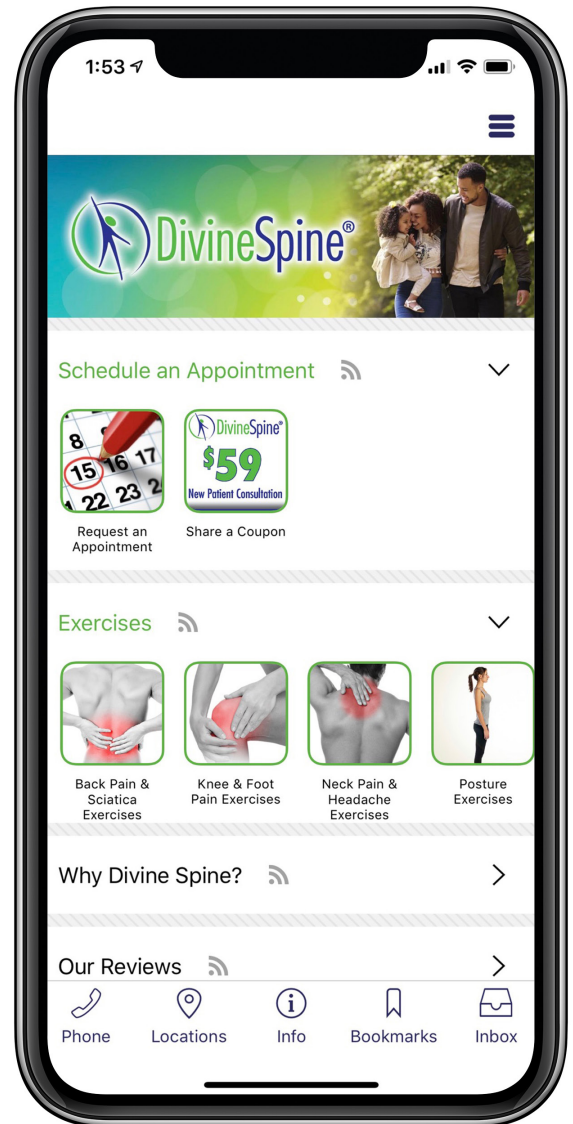 1:53
DivineSpine®
Schedule an Appointment
8
15 16 17
22 23 2
DivineSpine®
$59
New Patient Consultation
Request an
Appointment
Share a Coupon
Exercises
Back Pain &
Sciatica
Exercises
Knee & Foot
Pain Exercises
Neck Pain &
Headache
Exercises
Posture
Exercises
Why Divine Spine?
Our Reviews
Phone
Locations
Info
Bookmarks
Inbox